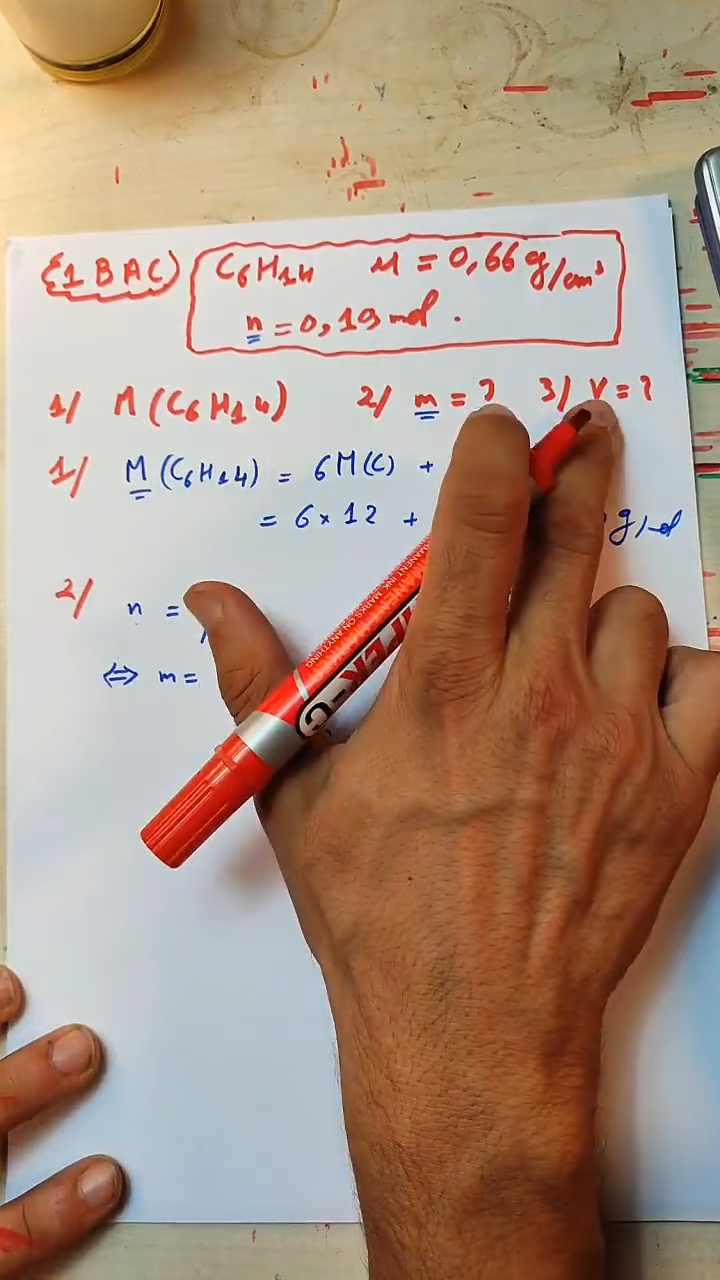 {1 BAC) C6H14 μ = 0,66 g/cm³
n = 0,19 mol.
1/ M(C6H14) 2/ m = ? 3/ V = ?
1/ M(C6H14) = 6M(C) +
= 6 × 12 + g/mol
2/ n =
⇔ m =
PERMANENT INK MARKS ON ANYTHING